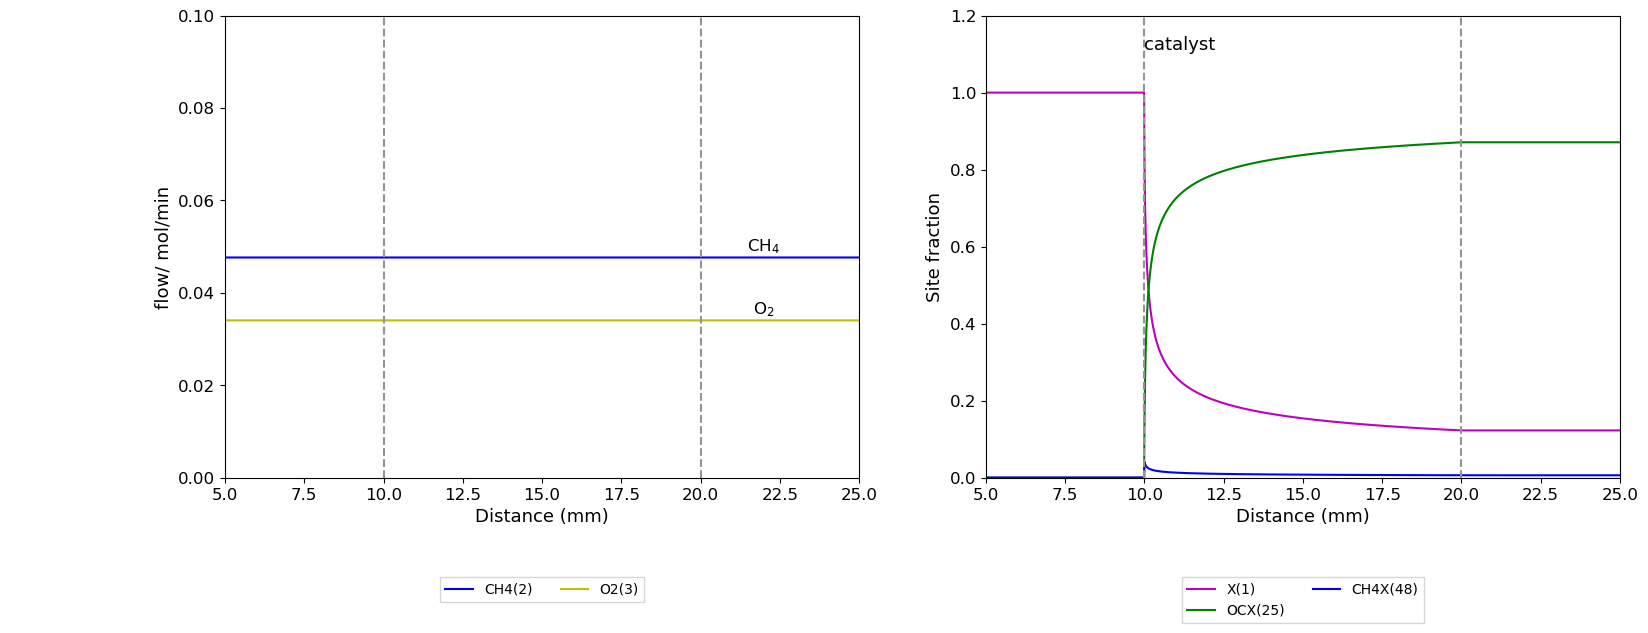 0.10
0.08
0.06
0.04
0.02
0.00
flow/ mol/min
CH₄
O₂
5.0 7.5 10.0 12.5 15.0 17.5 20.0 22.5 25.0
Distance (mm)
CH4(2) O2(3)
1.2
1.0
0.8
0.6
0.4
0.2
0.0
Site fraction
catalyst
5.0 7.5 10.0 12.5 15.0 17.5 20.0 22.5 25.0
Distance (mm)
X(1) CH4X(48)
OCX(25)